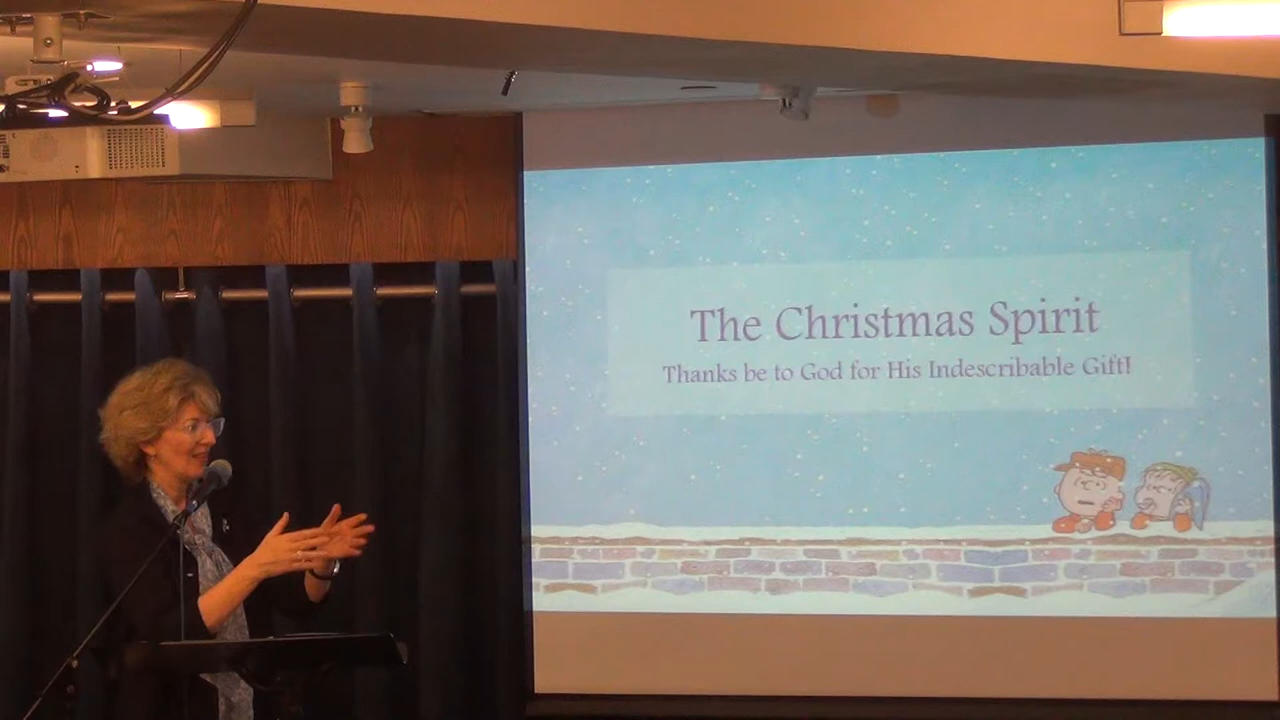 The Christmas Spirit
Thanks be to God for His Indescribable Gift!